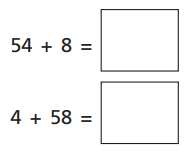 54 + 8 =
4 + 58 =